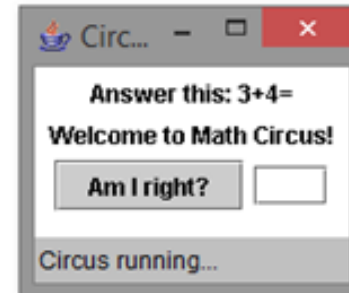 Circ...
Answer this: 3+4=
Welcome to Math Circus!
Am I right?
Circus running...